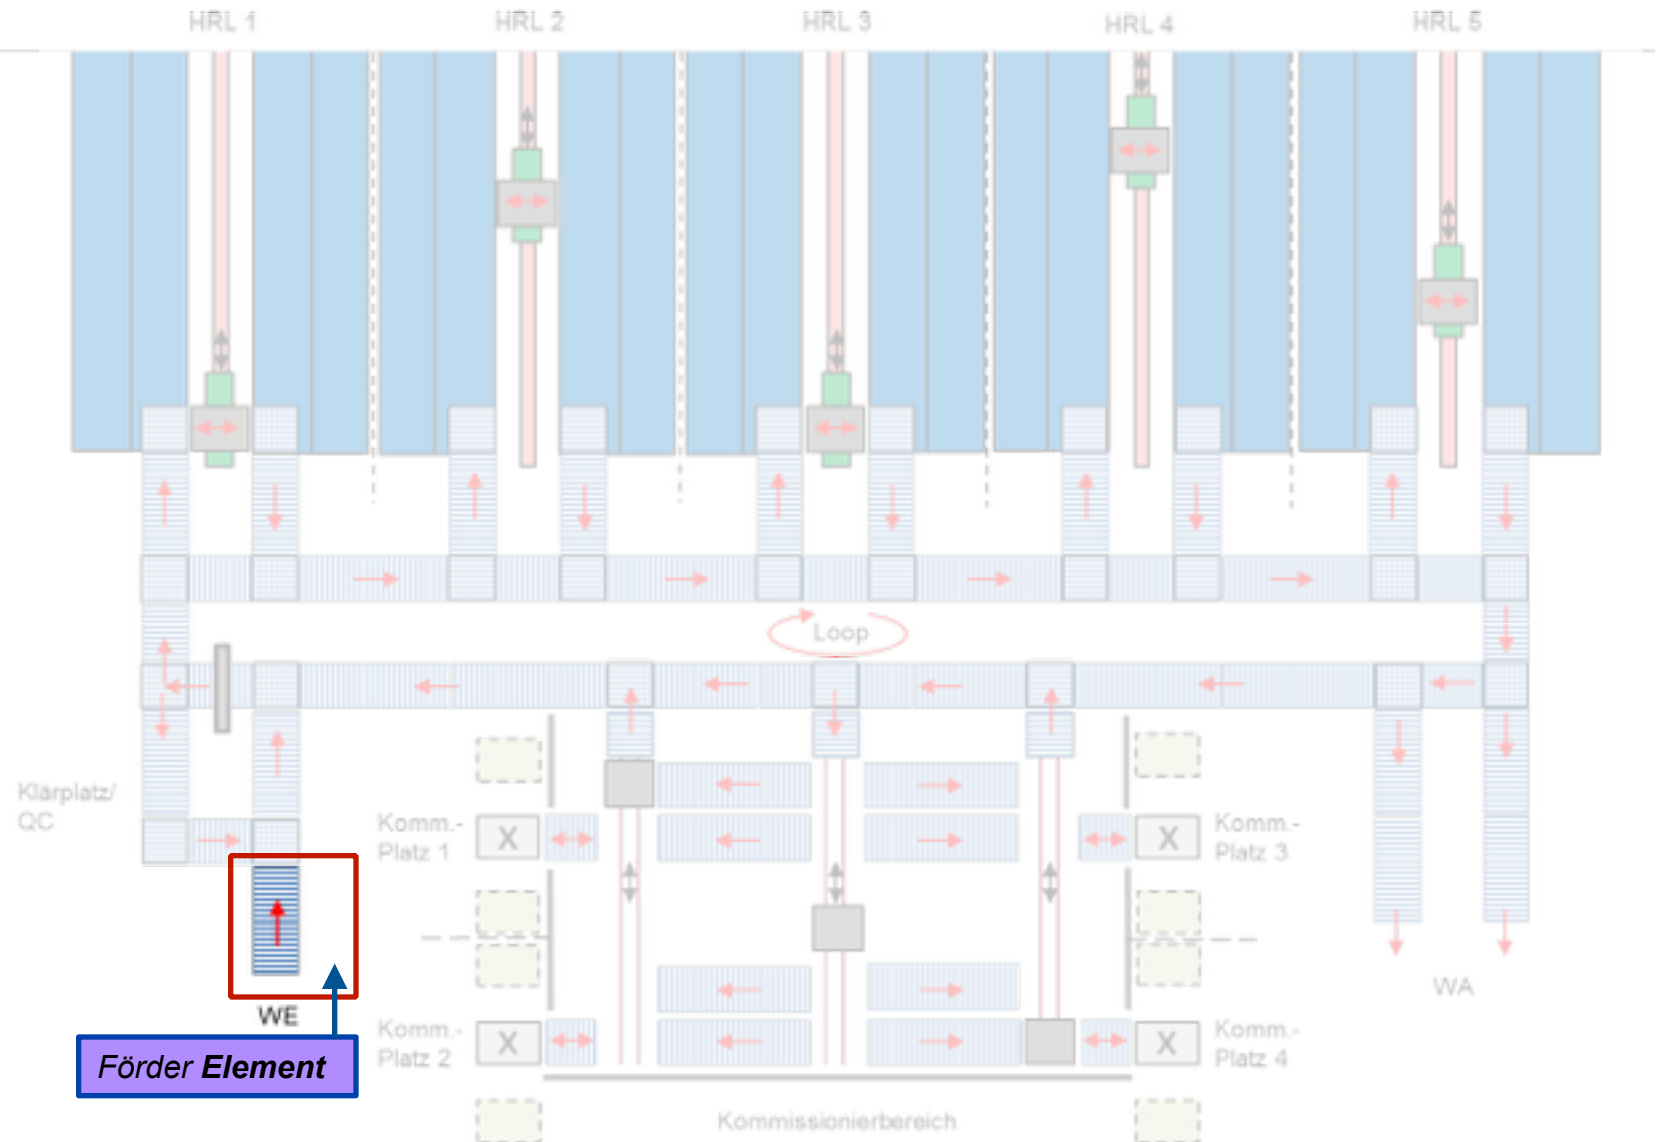 HRL 1
HRL 2
HRL 3
HRL 4
HRL 5
Loop
Klärplatz/
QC
Komm.-
Platz 1
X
X
Komm.-
Platz 3
WE
WA
Förder Element
Komm.-
Platz 2
X
X
Komm.-
Platz 4
Kommissionierbereich